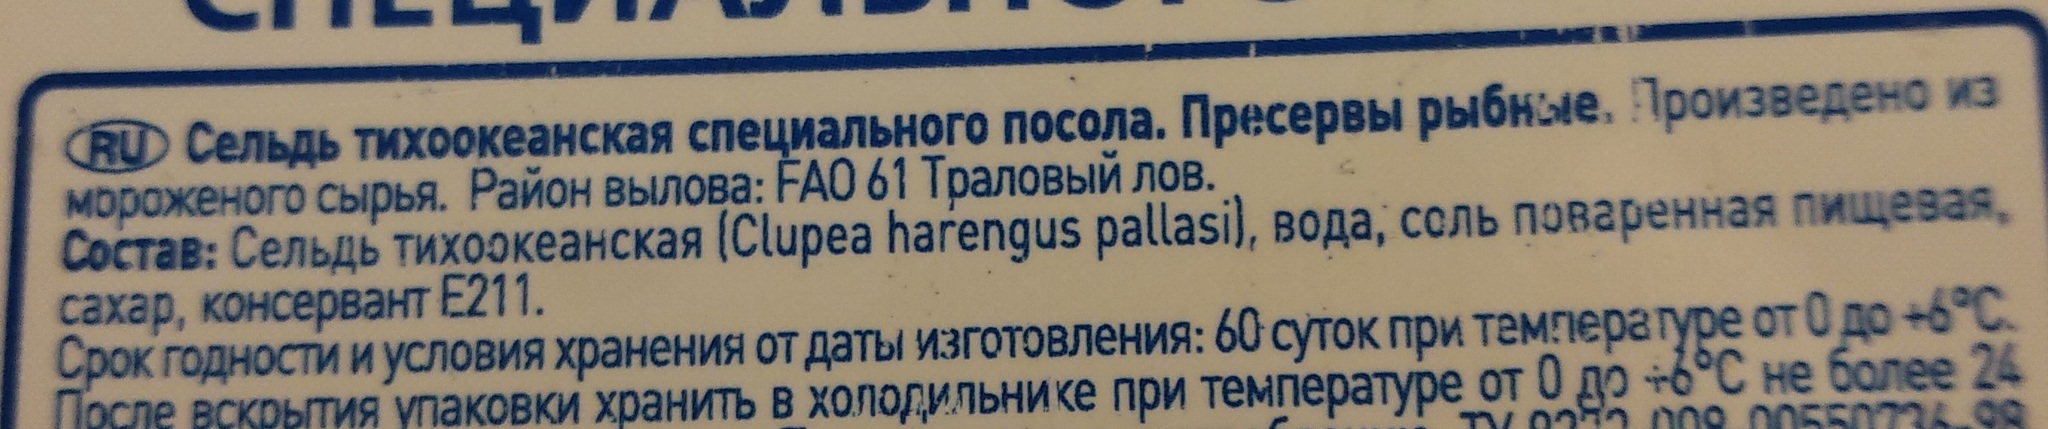 СПЕЦИАЛЬНОГО
RU Сельдь тихоокеанская специального посола. Пресервы рыбные. Произведено из
мороженого сырья. Район вылова: FAO 61 Траловый лов.
Состав: Сельдь тихоокеанская (Clupea harengus pallasi), вода, соль поваренная пищевая,
сахар, консервант Е211.
Срок годности и условия хранения от даты изготовления: 60 суток при температуре от 0 до +6°С.
После вскрытия упаковки хранить в холодильнике при температуре от 0 до +6°С не более 24